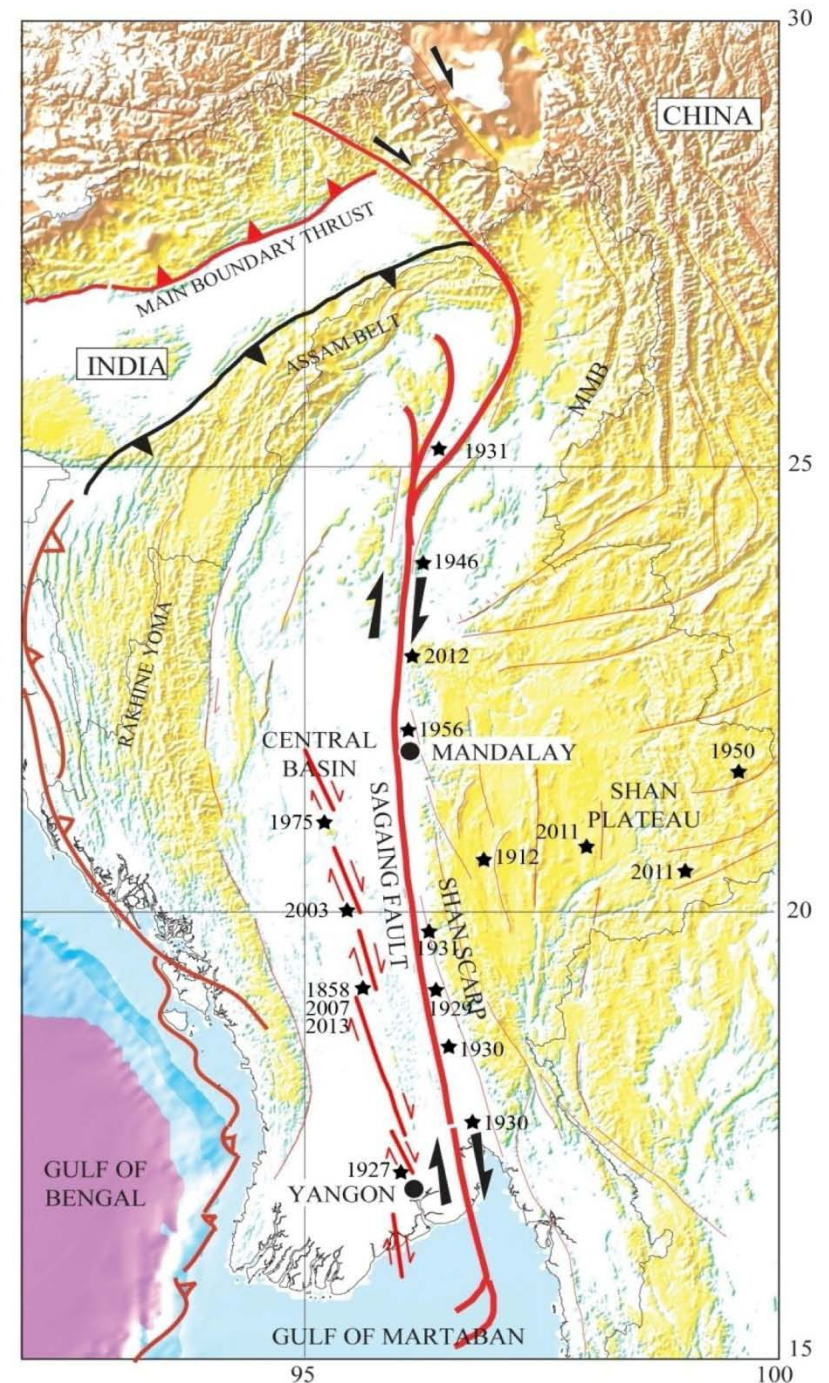 30
CHINA
MAIN BOUNDARY THRUST
INDIA
ASSAM BELT
MMB
1931
25
1946
RAKHINE YOMA
2012
1956
CENTRAL
BASIN
MANDALAY
1950
SHAN
PLATEAU
1975
SAGAING FAULT
2011
1912
2011
SHAN SCARP
2003
20
1931
1858
2007
2013
1929
1930
1930
GULF OF
BENGAL
1927
YANGON
GULF OF MARTABAN
15
95
100